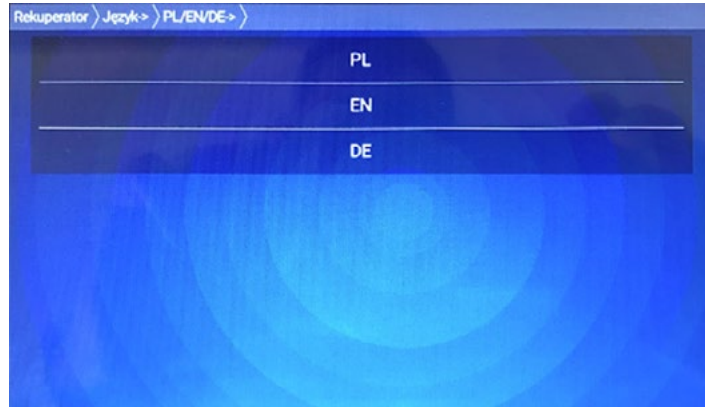 Rekuperator 〉Język-> 〉PL/EN/DE-> 〉
PL
EN
DE